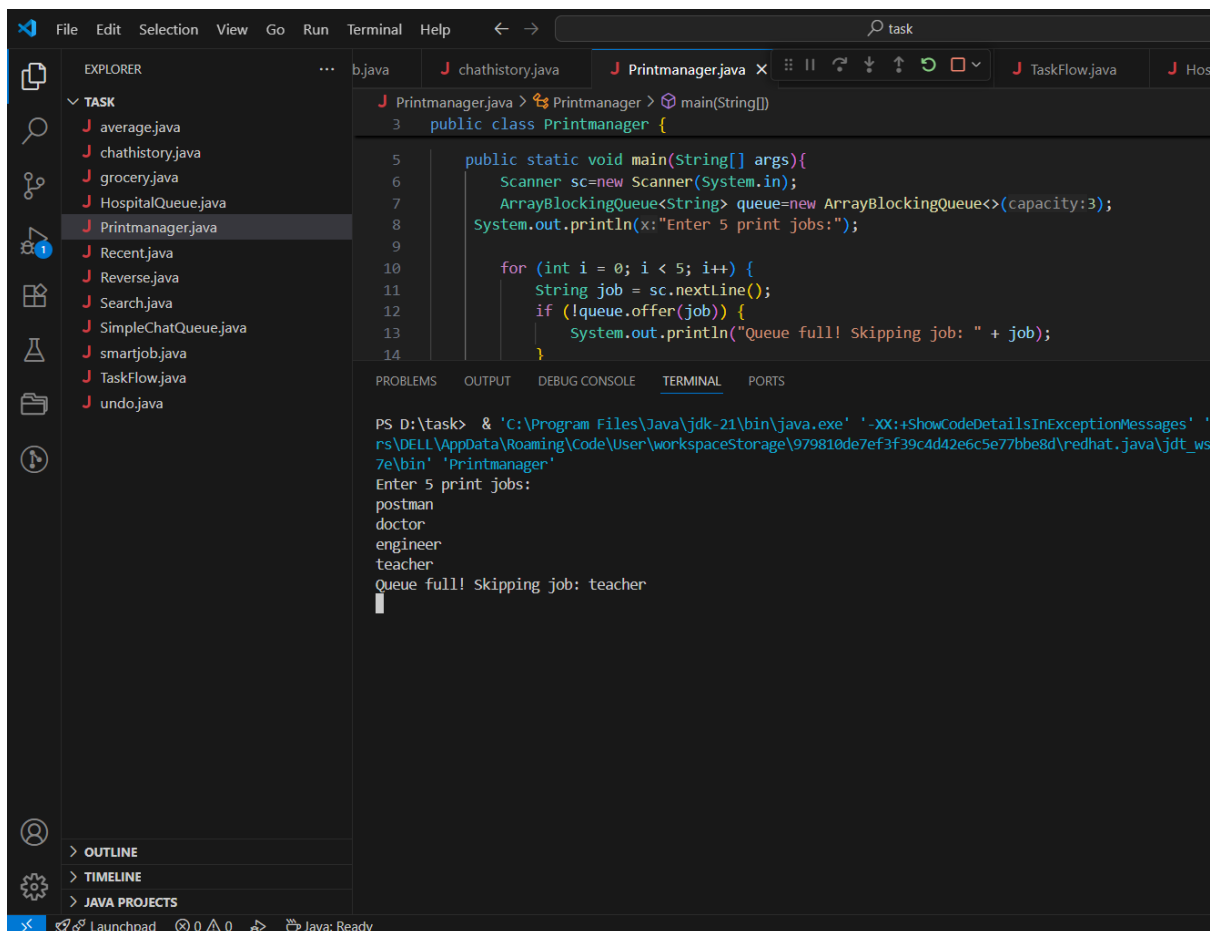 File Edit Selection View Go Run Terminal Help ← → task
EXPLORER ···
TASK
average.java
chathistory.java
grocery.java
HospitalQueue.java
Printmanager.java
1
Recent.java
Reverse.java
Search.java
SimpleChatQueue.java
smartjob.java
TaskFlow.java
undo.java
OUTLINE
TIMELINE
JAVA PROJECTS
b.java J chathistory.java J Printmanager.java × J TaskFlow.java J Hos
J Printmanager.java > Printmanager > main(String[])
3 public class Printmanager {
5 public static void main(String[] args){
6 Scanner sc=new Scanner(System.in);
7 ArrayBlockingQueue<String> queue=new ArrayBlockingQueue<>(capacity:3);
8 System.out.println(x:"Enter 5 print jobs:");
9
10 for (int i = 0; i < 5; i++) {
11 String job = sc.nextLine();
12 if (!queue.offer(job)) {
13 System.out.println("Queue full! Skipping job: " + job);
14 }
PROBLEMS OUTPUT DEBUG CONSOLE TERMINAL PORTS
PS D:\task> & 'C:\Program Files\Java\jdk-21\bin\java.exe' '-XX:+ShowCodeDetailsInExceptionMessages' '
rs\DELL\AppData\Roaming\Code\User\workspaceStorage\979810de7ef3f39c4d42e6c5e77bbe8d\redhat.java\jdt_ws
7e\bin' 'Printmanager'
Enter 5 print jobs:
postman
doctor
engineer
teacher
Queue full! Skipping job: teacher
Launchpad 0 0 Java: Ready